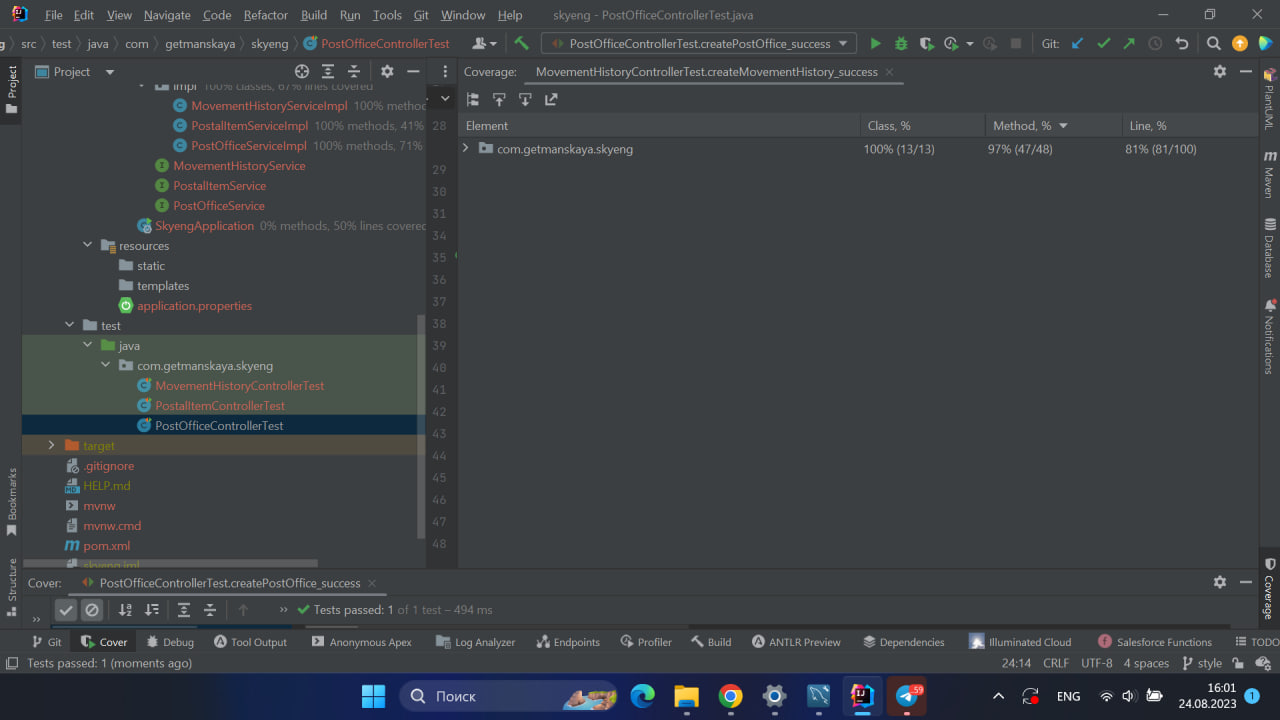 File Edit View Navigate Code Refactor Build Run Tools Git Window Help skyeng - PostOfficeControllerTest.java
src test java com getmanskaya skyeng PostOfficeControllerTest PostOfficeControllerTest.createPostOffice_success Git:
Project
Project
Coverage: MovementHistoryControllerTest.createMovementHistory_success
impl 100% classes, 67% lines covered
MovementHistoryServiceImpl 100% method
PostalItemServiceImpl 100% methods, 41%
PostOfficeServiceImpl 100% methods, 71%
MovementHistoryService
PostalItemService
PostOfficeService
SkyengApplication 0% methods, 50% lines covered
resources
static
templates
application.properties
test
java
com.getmanskaya.skyeng
MovementHistoryControllerTest
PostalItemControllerTest
PostOfficeControllerTest
target
.gitignore
HELP.md
mvnw
mvnw.cmd
pom.xml
skyeng.iml
28
29
30
31
34
35
36
37
38
39
40
41
42
43
44
45
46
47
48
Element Class, % Method, % Line, %
com.getmanskaya.skyeng 100% (13/13) 97% (47/48) 81% (81/100)
PlantUML
Maven
Database
Notifications
Coverage
Bookmarks
Structure
Cover: PostOfficeControllerTest.createPostOffice_success
Tests passed: 1 of 1 test – 494 ms
Git Cover Debug Tool Output Anonymous Apex Log Analyzer Endpoints Profiler Build ANTLR Preview Dependencies Illuminated Cloud Salesforce Functions TODO
Tests passed: 1 (moments ago) 24:14 CRLF UTF-8 4 spaces style
Поиск 59 ENG 16:01
24.08.2023 1